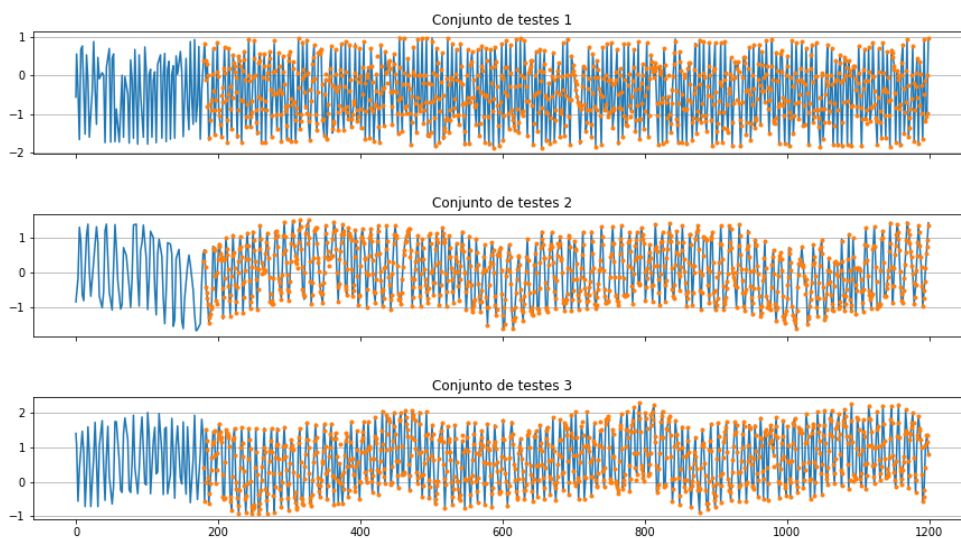 Conjunto de testes 1
1
0
−1
−2
Conjunto de testes 2
1
0
−1
Conjunto de testes 3
2
1
0
−1
0 200 400 600 800 1000 1200